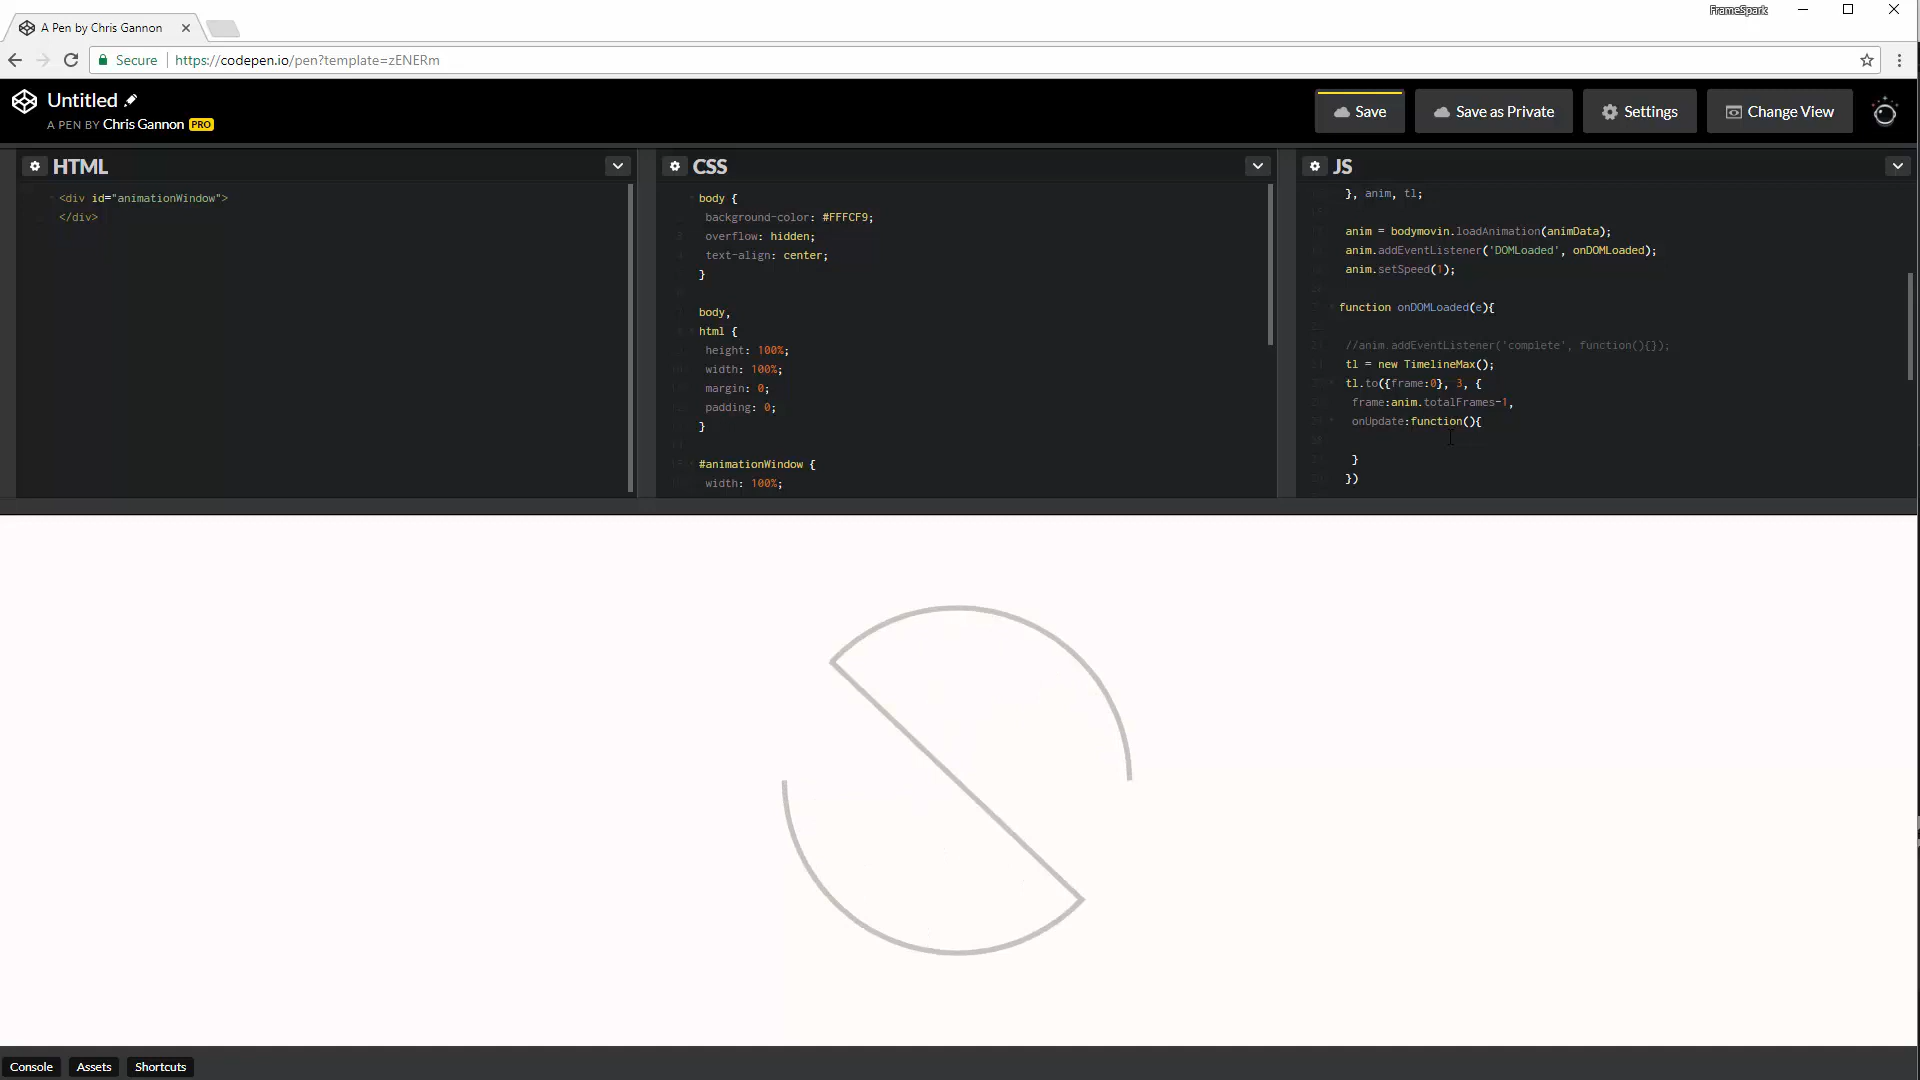 FrameSpark
A Pen by Chris Gannon
Secure https://codepen.io/pen?template=zENERm
Untitled
A PEN BY Chris Gannon PRO
Save
Save as Private
Settings
Change View
HTML
<div id="animationWindow">
</div>
CSS
body {
background-color: #FFFCF9;
overflow: hidden;
text-align: center;
}
body,
html {
height: 100%;
width: 100%;
margin: 0;
padding: 0;
}
#animationWindow {
width: 100%;
JS
}, anim, tl;
anim = bodymovin.loadAnimation(animData);
anim.addEventListener('DOMLoaded', onDOMLoaded);
anim.setSpeed(1);
function onDOMLoaded(e){
//anim.addEventListener('complete', function(){});
tl = new TimelineMax();
tl.to({frame:0}, 3, {
frame:anim.totalFrames-1,
onUpdate:function(){
}
})
Console
Assets
Shortcuts